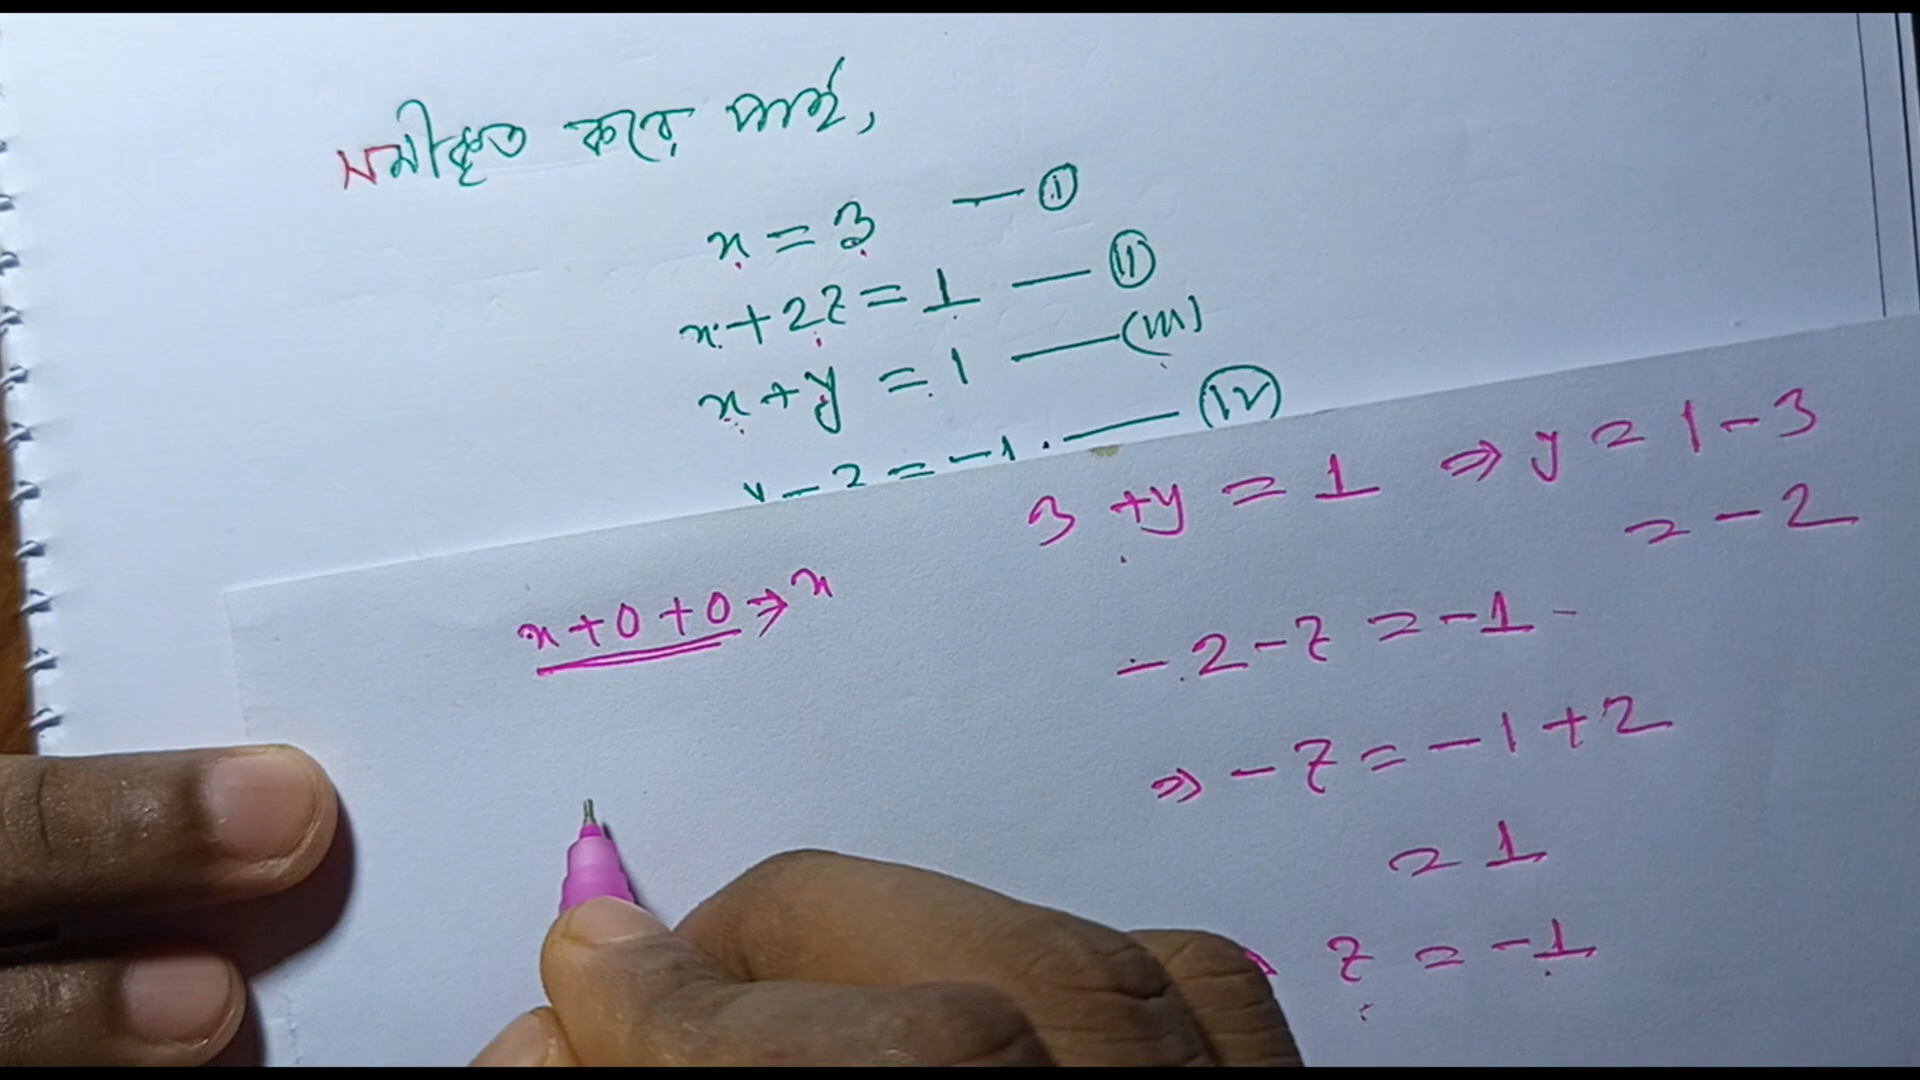 সমীকৃত করে পাই,
x = 3 — (i)
x + 2z = 1 — (ii)
x + y = 1 — (iii)
y - z = -1 . — (iv)
3 + y = 1 ⇒ y = 1 - 3
= - 2
x + 0 + 0 ⇒ x
- 2 - z = - 1 -
⇒ - z = - 1 + 2
= 1
z = - 1